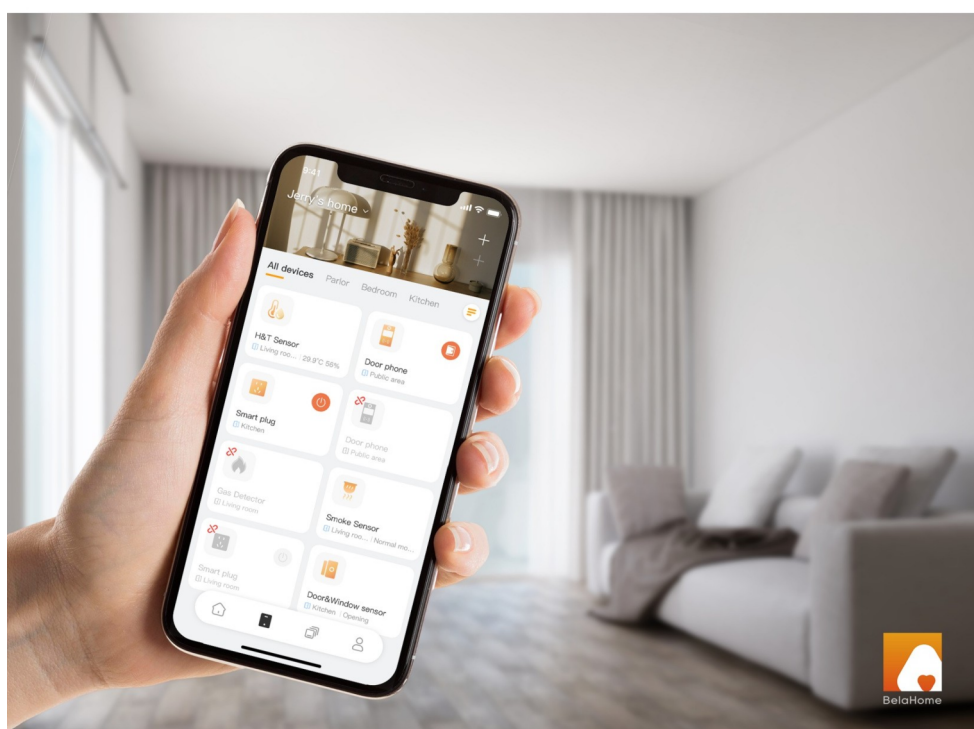 9:41
Jerry's home
All devices Parlor Bedroom Kitchen
H&T Sensor
Living roo... | 29.9°C 56%
Door phone
Public area
Smart plug
Kitchen
Door phone
Public area
Gas Detector
Living room
Smoke Sensor
Living roo... | Normal mo...
Smart plug
Living room
Door&Window sensor
Kitchen | Opening
BelaHome